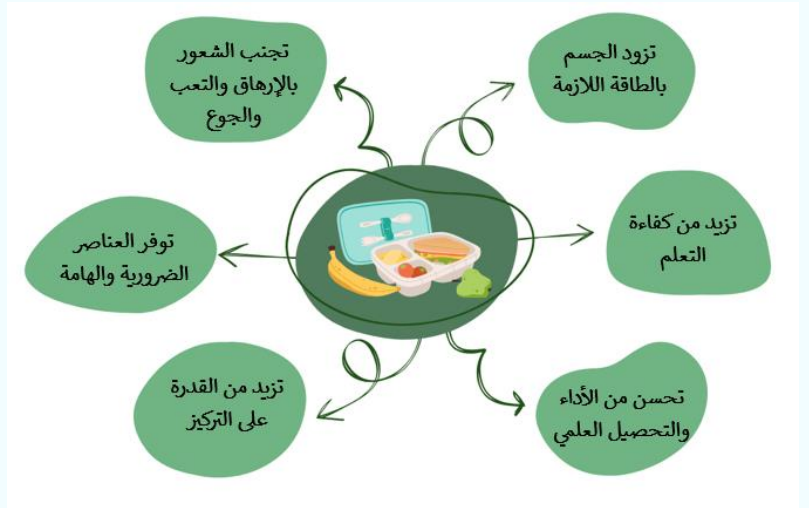 تزود الجسم
بالطاقة اللازمة
تجنب الشعور
بالإرهاق والتعب
والجوع
تزيد من كفاءة
التعلم
توفر العناصر
الضرورية والهامة
تحسن من الأداء
والتحصيل العلمي
تزيد من القدرة
على التركيز